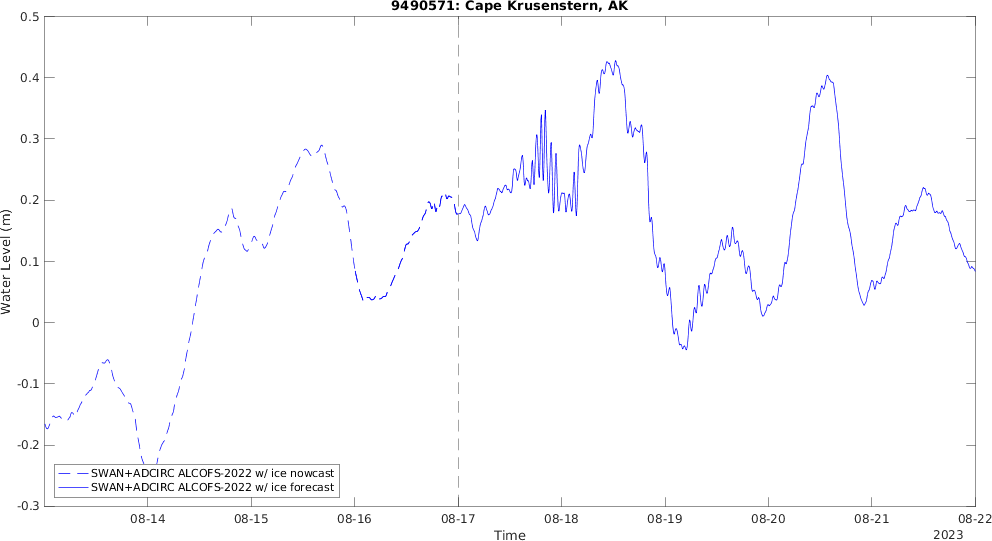 9490571: Cape Krusenstern, AK
0.5
0.4
0.3
0.2
0.1
0
-0.1
-0.2
-0.3
Water Level (m)
SWAN+ADCIRC ALCOFS-2022 w/ ice nowcast
SWAN+ADCIRC ALCOFS-2022 w/ ice forecast
08-14 08-15 08-16 08-17 08-18 08-19 08-20 08-21 08-22
Time
2023